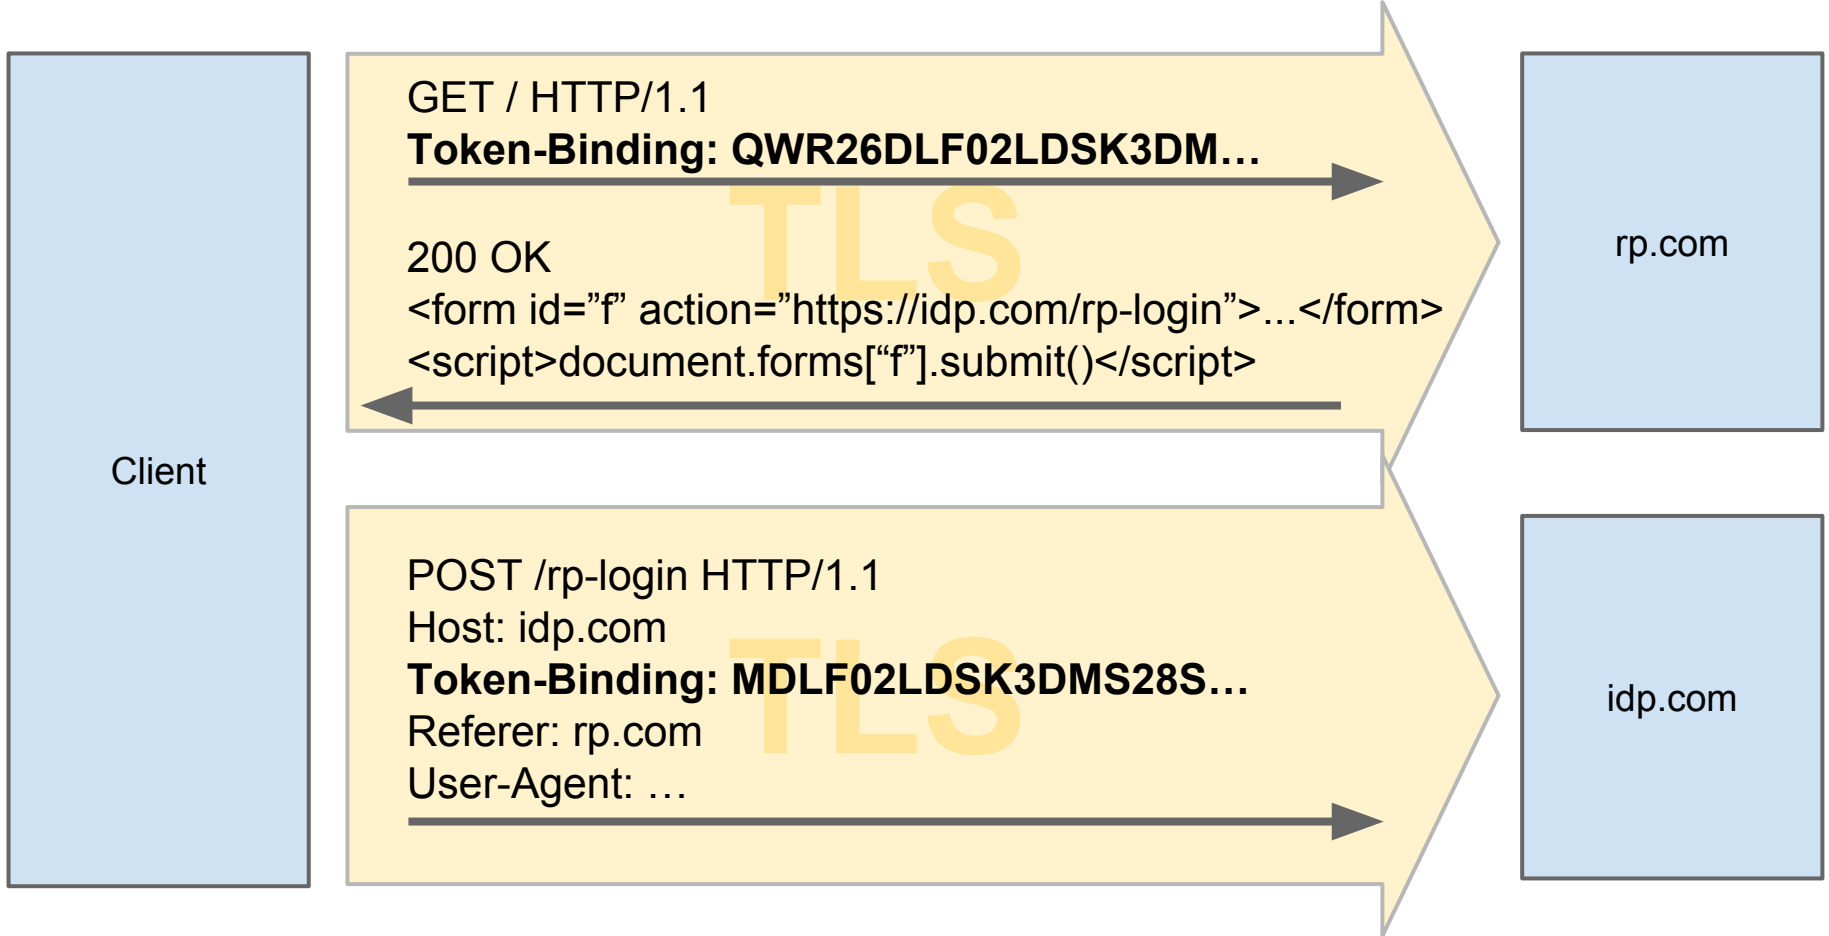 Client
GET / HTTP/1.1
Token-Binding: QWR26DLF02LDSK3DM…
TLS
200 OK
<form id=”f” action=”https://idp.com/rp-login”>...</form>
<script>document.forms[“f”].submit()</script>
rp.com
POST /rp-login HTTP/1.1
Host: idp.com
Token-Binding: MDLF02LDSK3DMS28S…
TLS
Referer: rp.com
User-Agent: …
idp.com